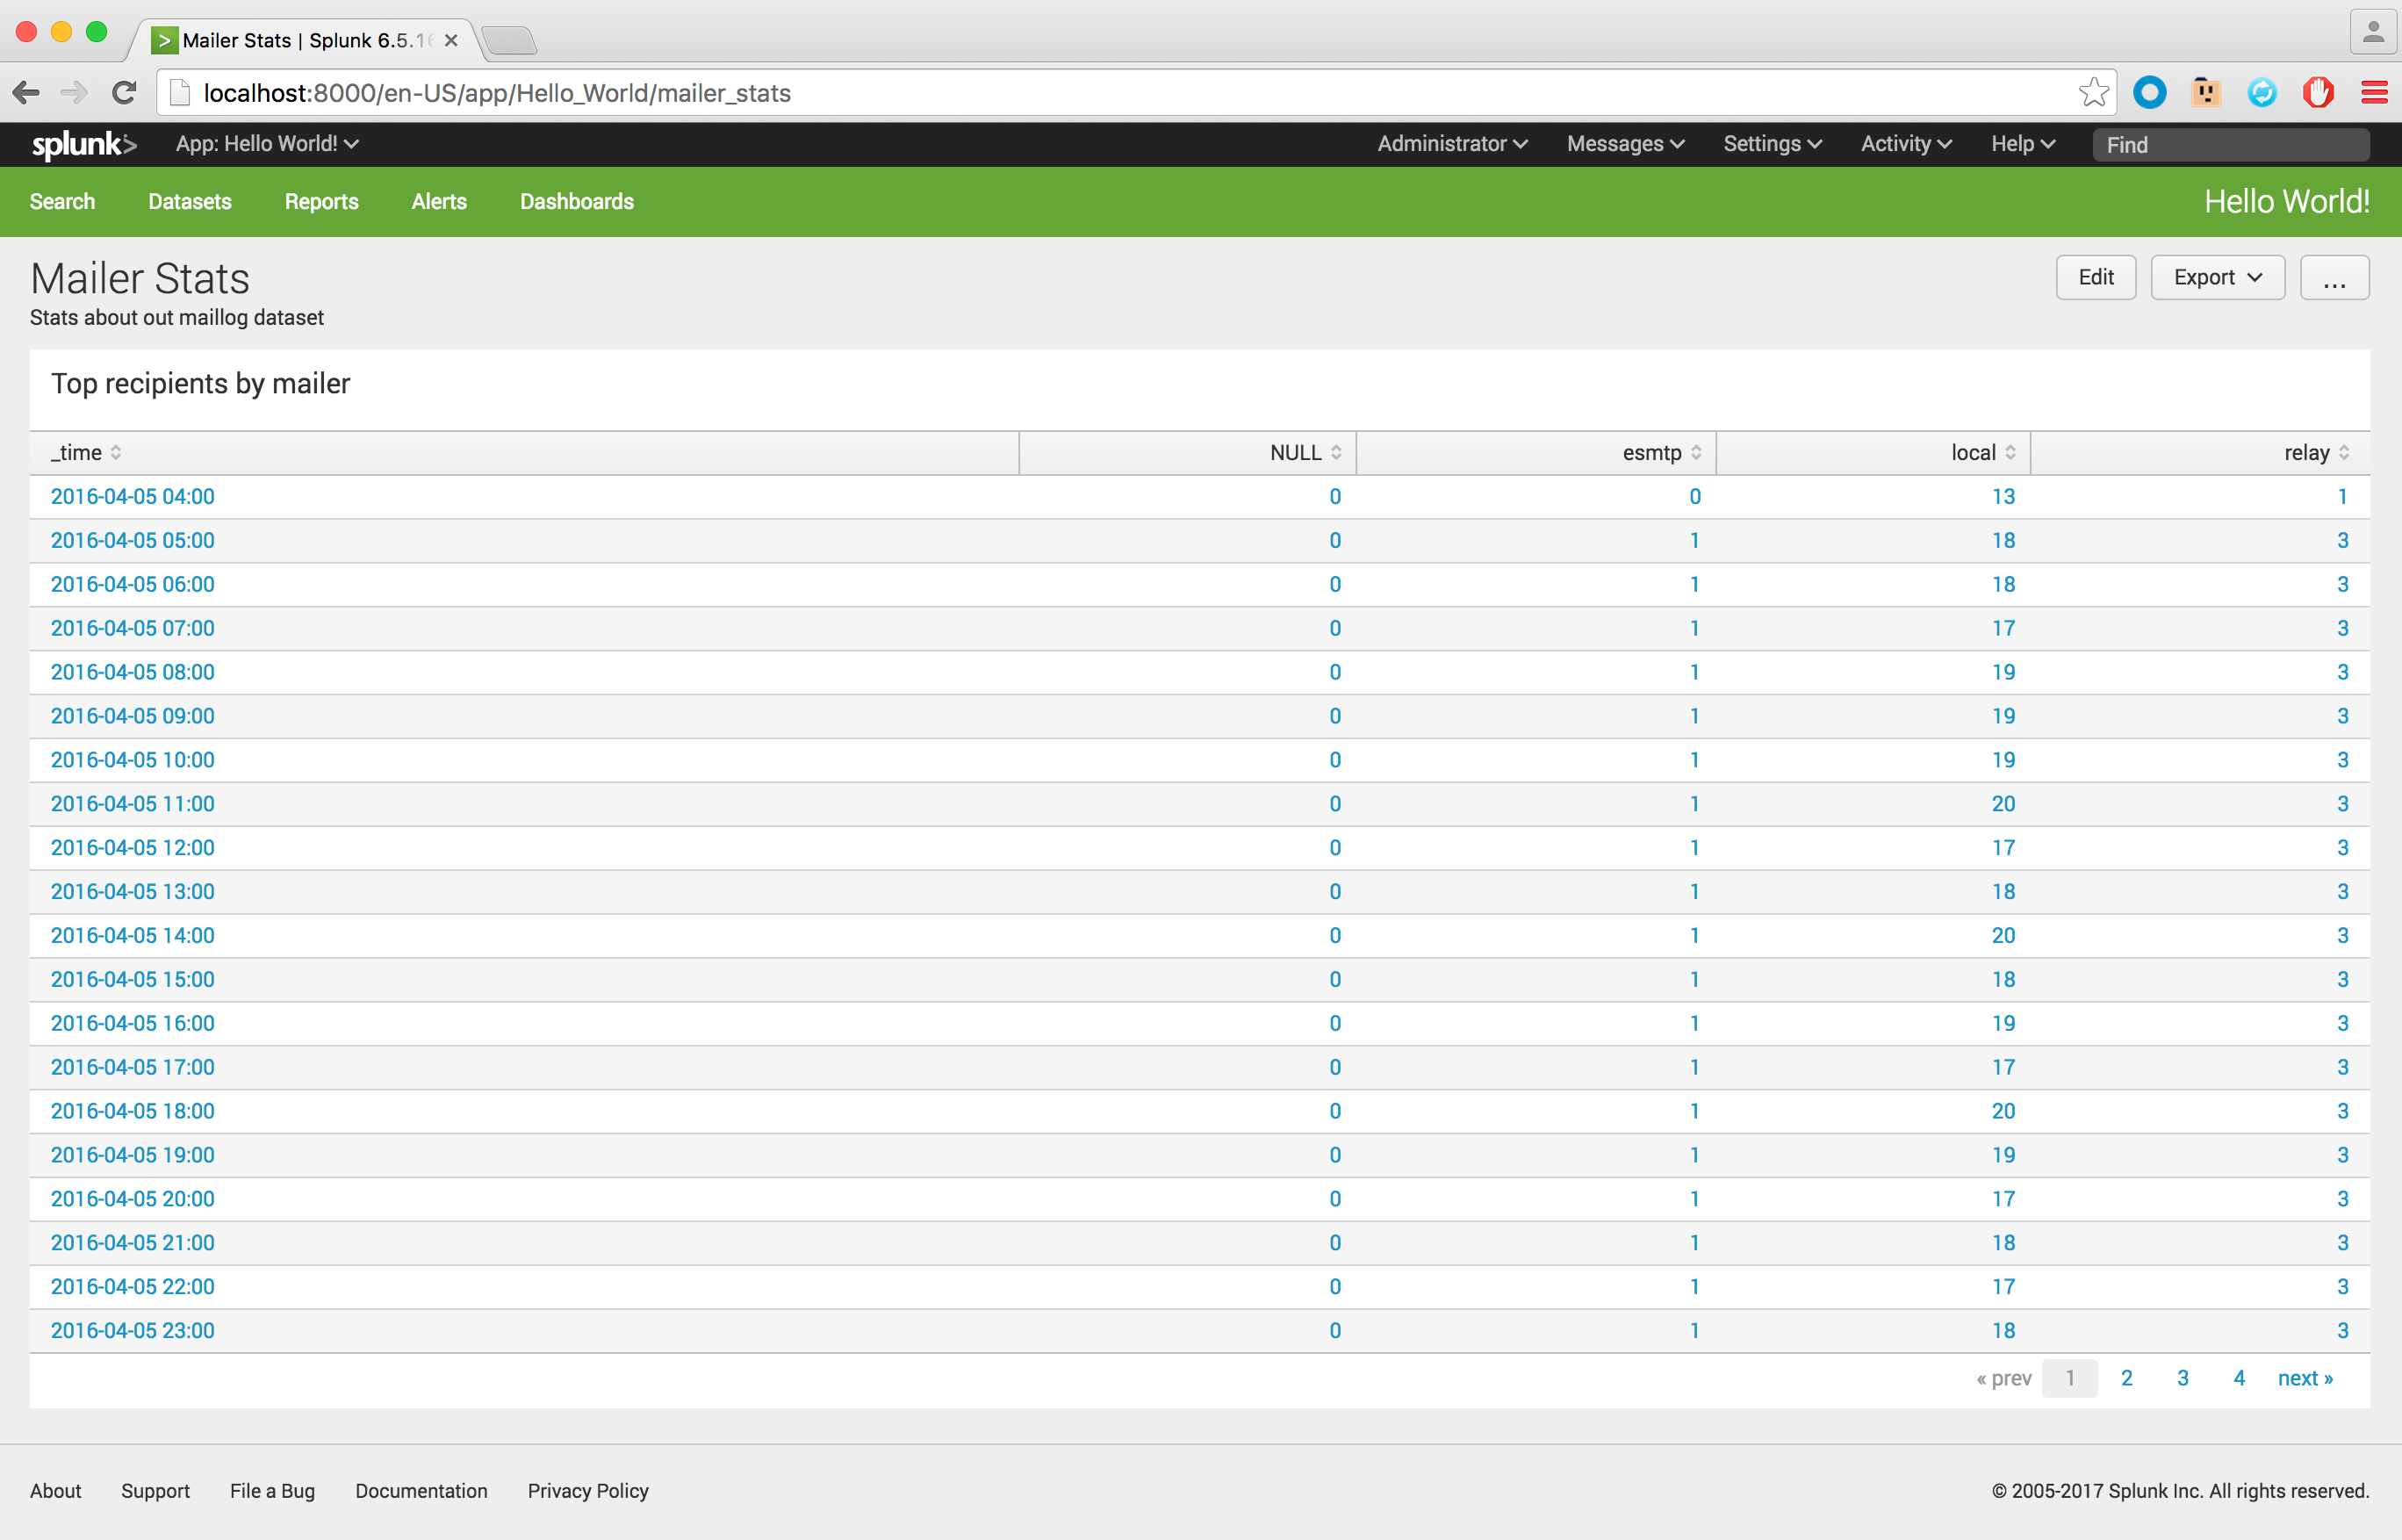 Mailer Stats | Splunk 6.5.1
localhost:8000/en-US/app/Hello_World/mailer_stats
splunk> App: Hello World! Administrator Messages Settings Activity Help Find
Search Datasets Reports Alerts Dashboards Hello World!
Mailer Stats Edit Export ...
Stats about out maillog dataset
Top recipients by mailer
_time NULL esmtp local relay
2016-04-05 04:00 0 0 13 1
2016-04-05 05:00 0 1 18 3
2016-04-05 06:00 0 1 18 3
2016-04-05 07:00 0 1 17 3
2016-04-05 08:00 0 1 19 3
2016-04-05 09:00 0 1 19 3
2016-04-05 10:00 0 1 19 3
2016-04-05 11:00 0 1 20 3
2016-04-05 12:00 0 1 17 3
2016-04-05 13:00 0 1 18 3
2016-04-05 14:00 0 1 20 3
2016-04-05 15:00 0 1 18 3
2016-04-05 16:00 0 1 19 3
2016-04-05 17:00 0 1 17 3
2016-04-05 18:00 0 1 20 3
2016-04-05 19:00 0 1 19 3
2016-04-05 20:00 0 1 17 3
2016-04-05 21:00 0 1 18 3
2016-04-05 22:00 0 1 17 3
2016-04-05 23:00 0 1 18 3
« prev 1 2 3 4 next »
About Support File a Bug Documentation Privacy Policy © 2005-2017 Splunk Inc. All rights reserved.